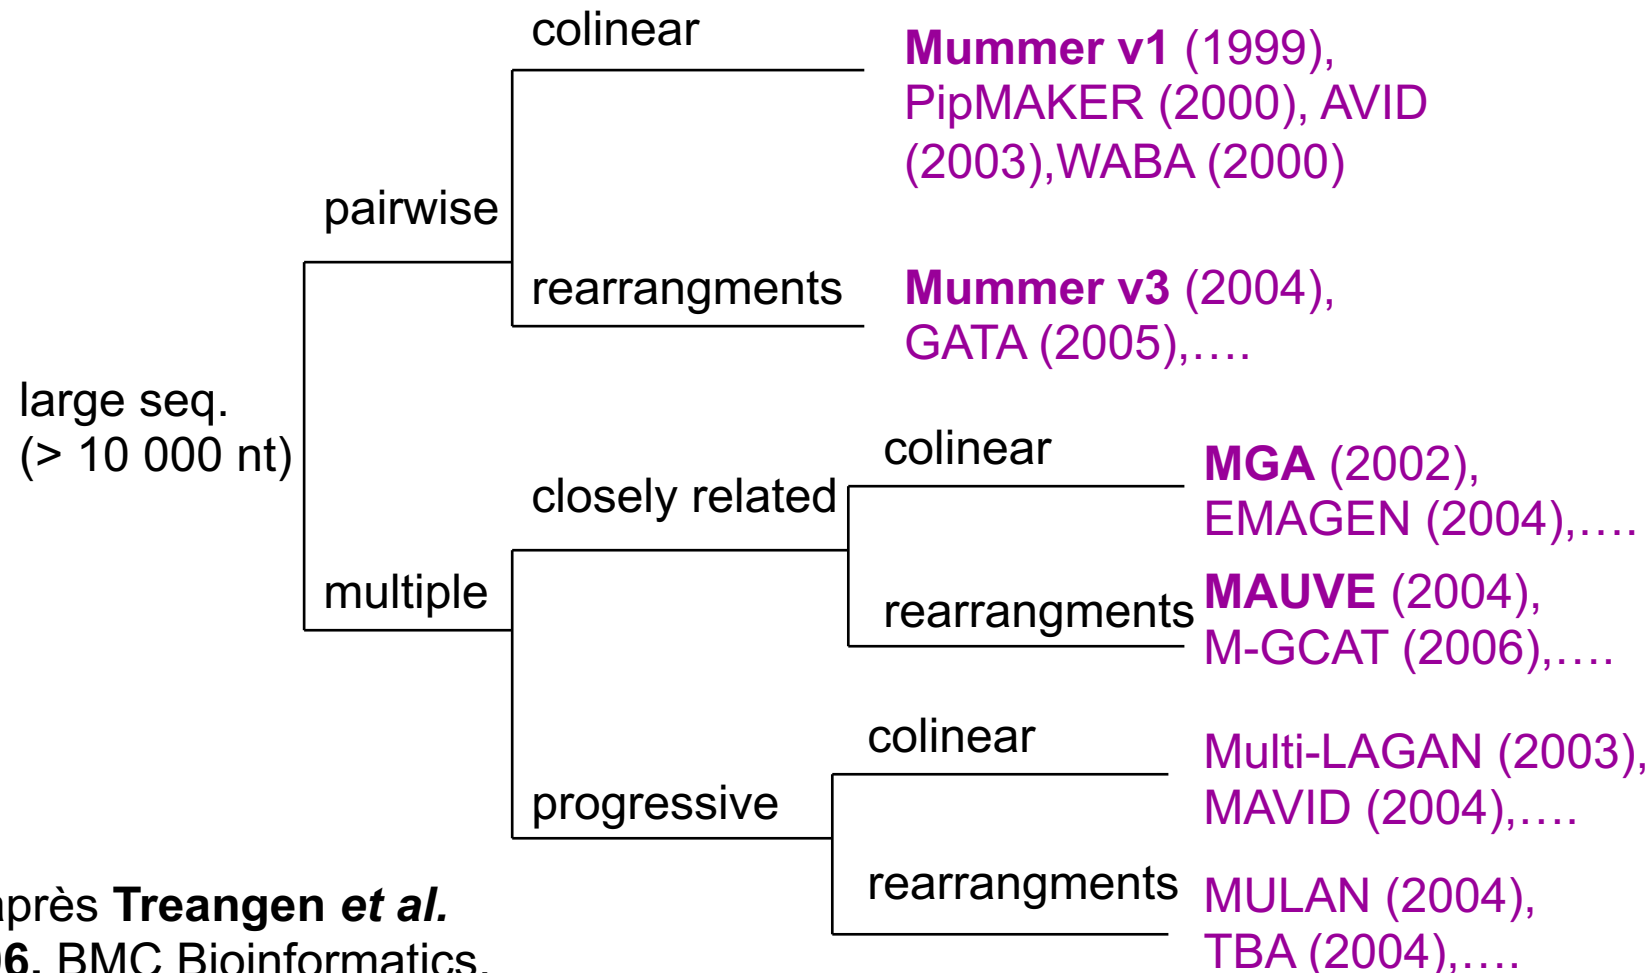 colinear
Mummer v1 (1999),
PipMAKER (2000), AVID
(2003),WABA (2000)
pairwise
rearrangments
Mummer v3 (2004),
GATA (2005),….
large seq.
(> 10 000 nt)
colinear
MGA (2002),
EMAGEN (2004),….
closely related
multiple
rearrangments
MAUVE (2004),
M-GCAT (2006),….
colinear
Multi-LAGAN (2003),
MAVID (2004),….
progressive
rearrangments
MULAN (2004),
TBA (2004),….
après Treangen et al.
6. BMC Bioinformatics.